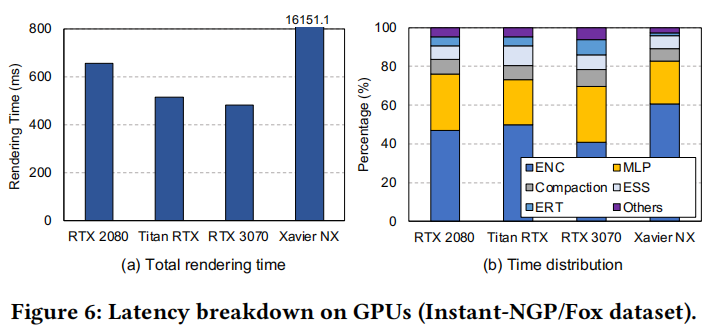 16151.1
800
600
400
200
0
Rendering Time (ms)
RTX 2080 Titan RTX RTX 3070 Xavier NX
(a) Total rendering time
100
80
60
40
20
0
Percentage (%)
ENC MLP
Compaction ESS
ERT Others
RTX 2080 Titan RTX RTX 3070 Xavier NX
(b) Time distribution
Figure 6: Latency breakdown on GPUs (Instant-NGP/Fox dataset).